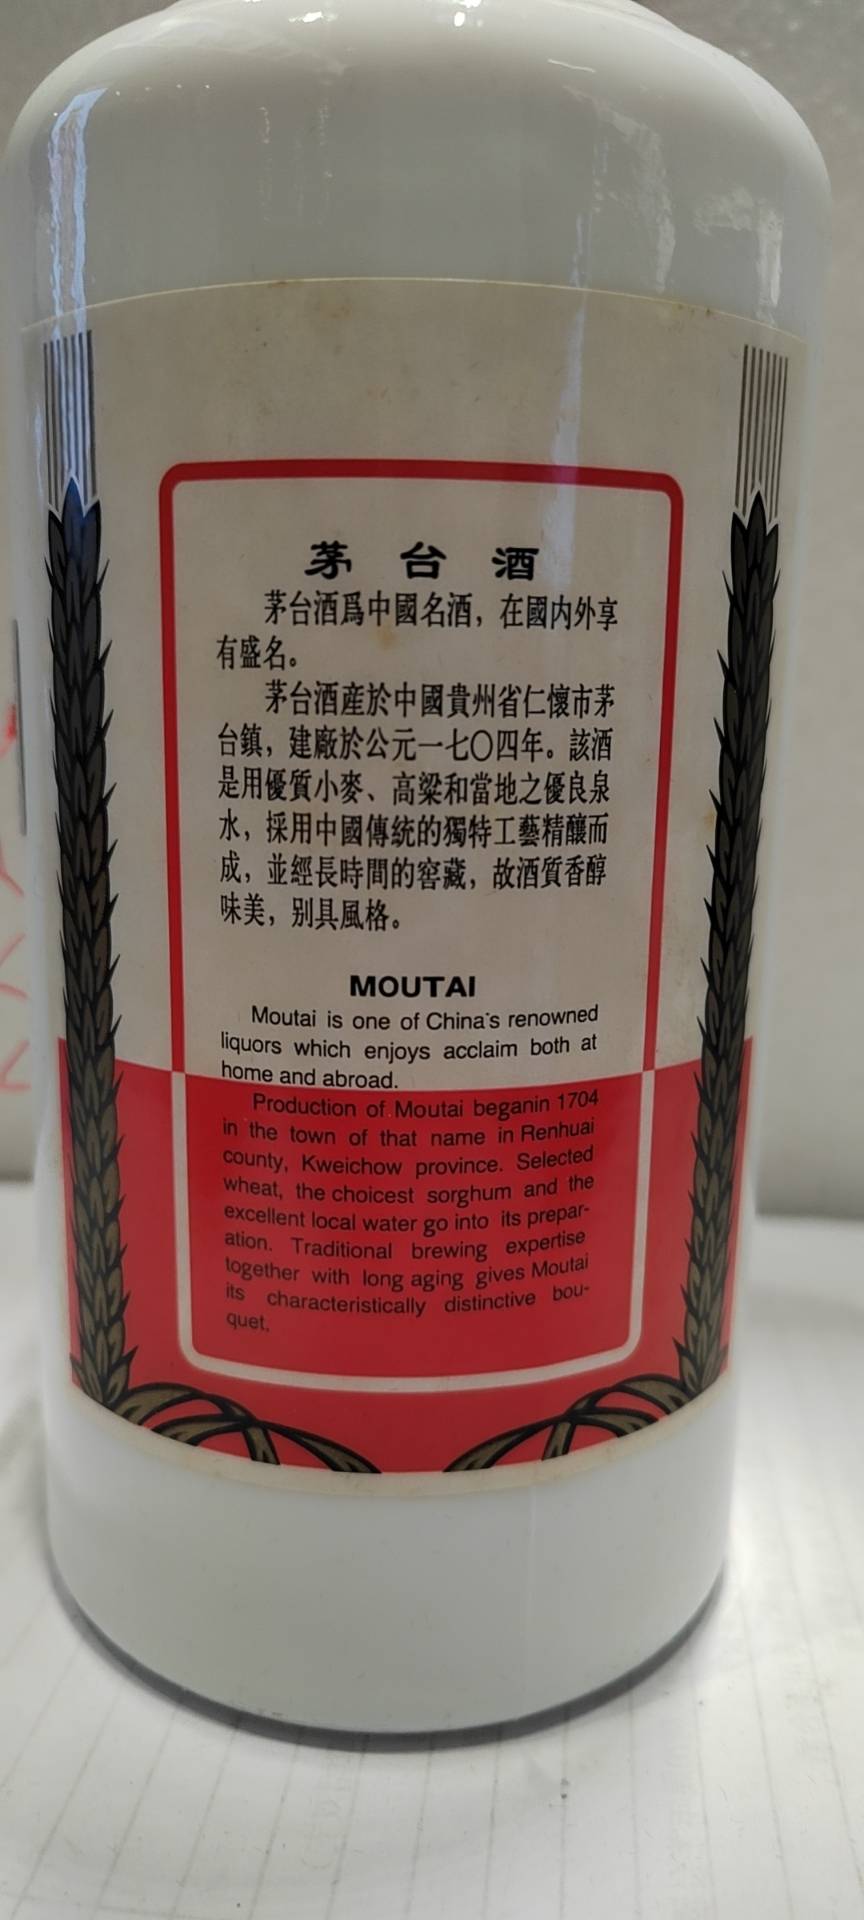 茅台酒
茅台酒爲中國名酒，在國内外享
有盛名。
茅台酒産於中國貴州省仁懷市茅
台鎮，建廠於公元一七〇四年。該酒
是用優質小麥、高粱和當地之優良泉
水，採用中國傳統的獨特工藝精釀而
成，並經長時間的窖藏，故酒質香醇
味美，别具風格。
MOUTAI
Moutai is one of China's renowned
liquors which enjoys acclaim both at
home and abroad.
Production of Moutai beganin 1704
in the town of that name in Renhuai
county, Kweichow province. Selected
wheat, the choicest sorghum and the
excellent local water go into its prepar-
ation. Traditional brewing expertise
together with long aging gives Moutai
its characteristically distinctive bou-
quet.